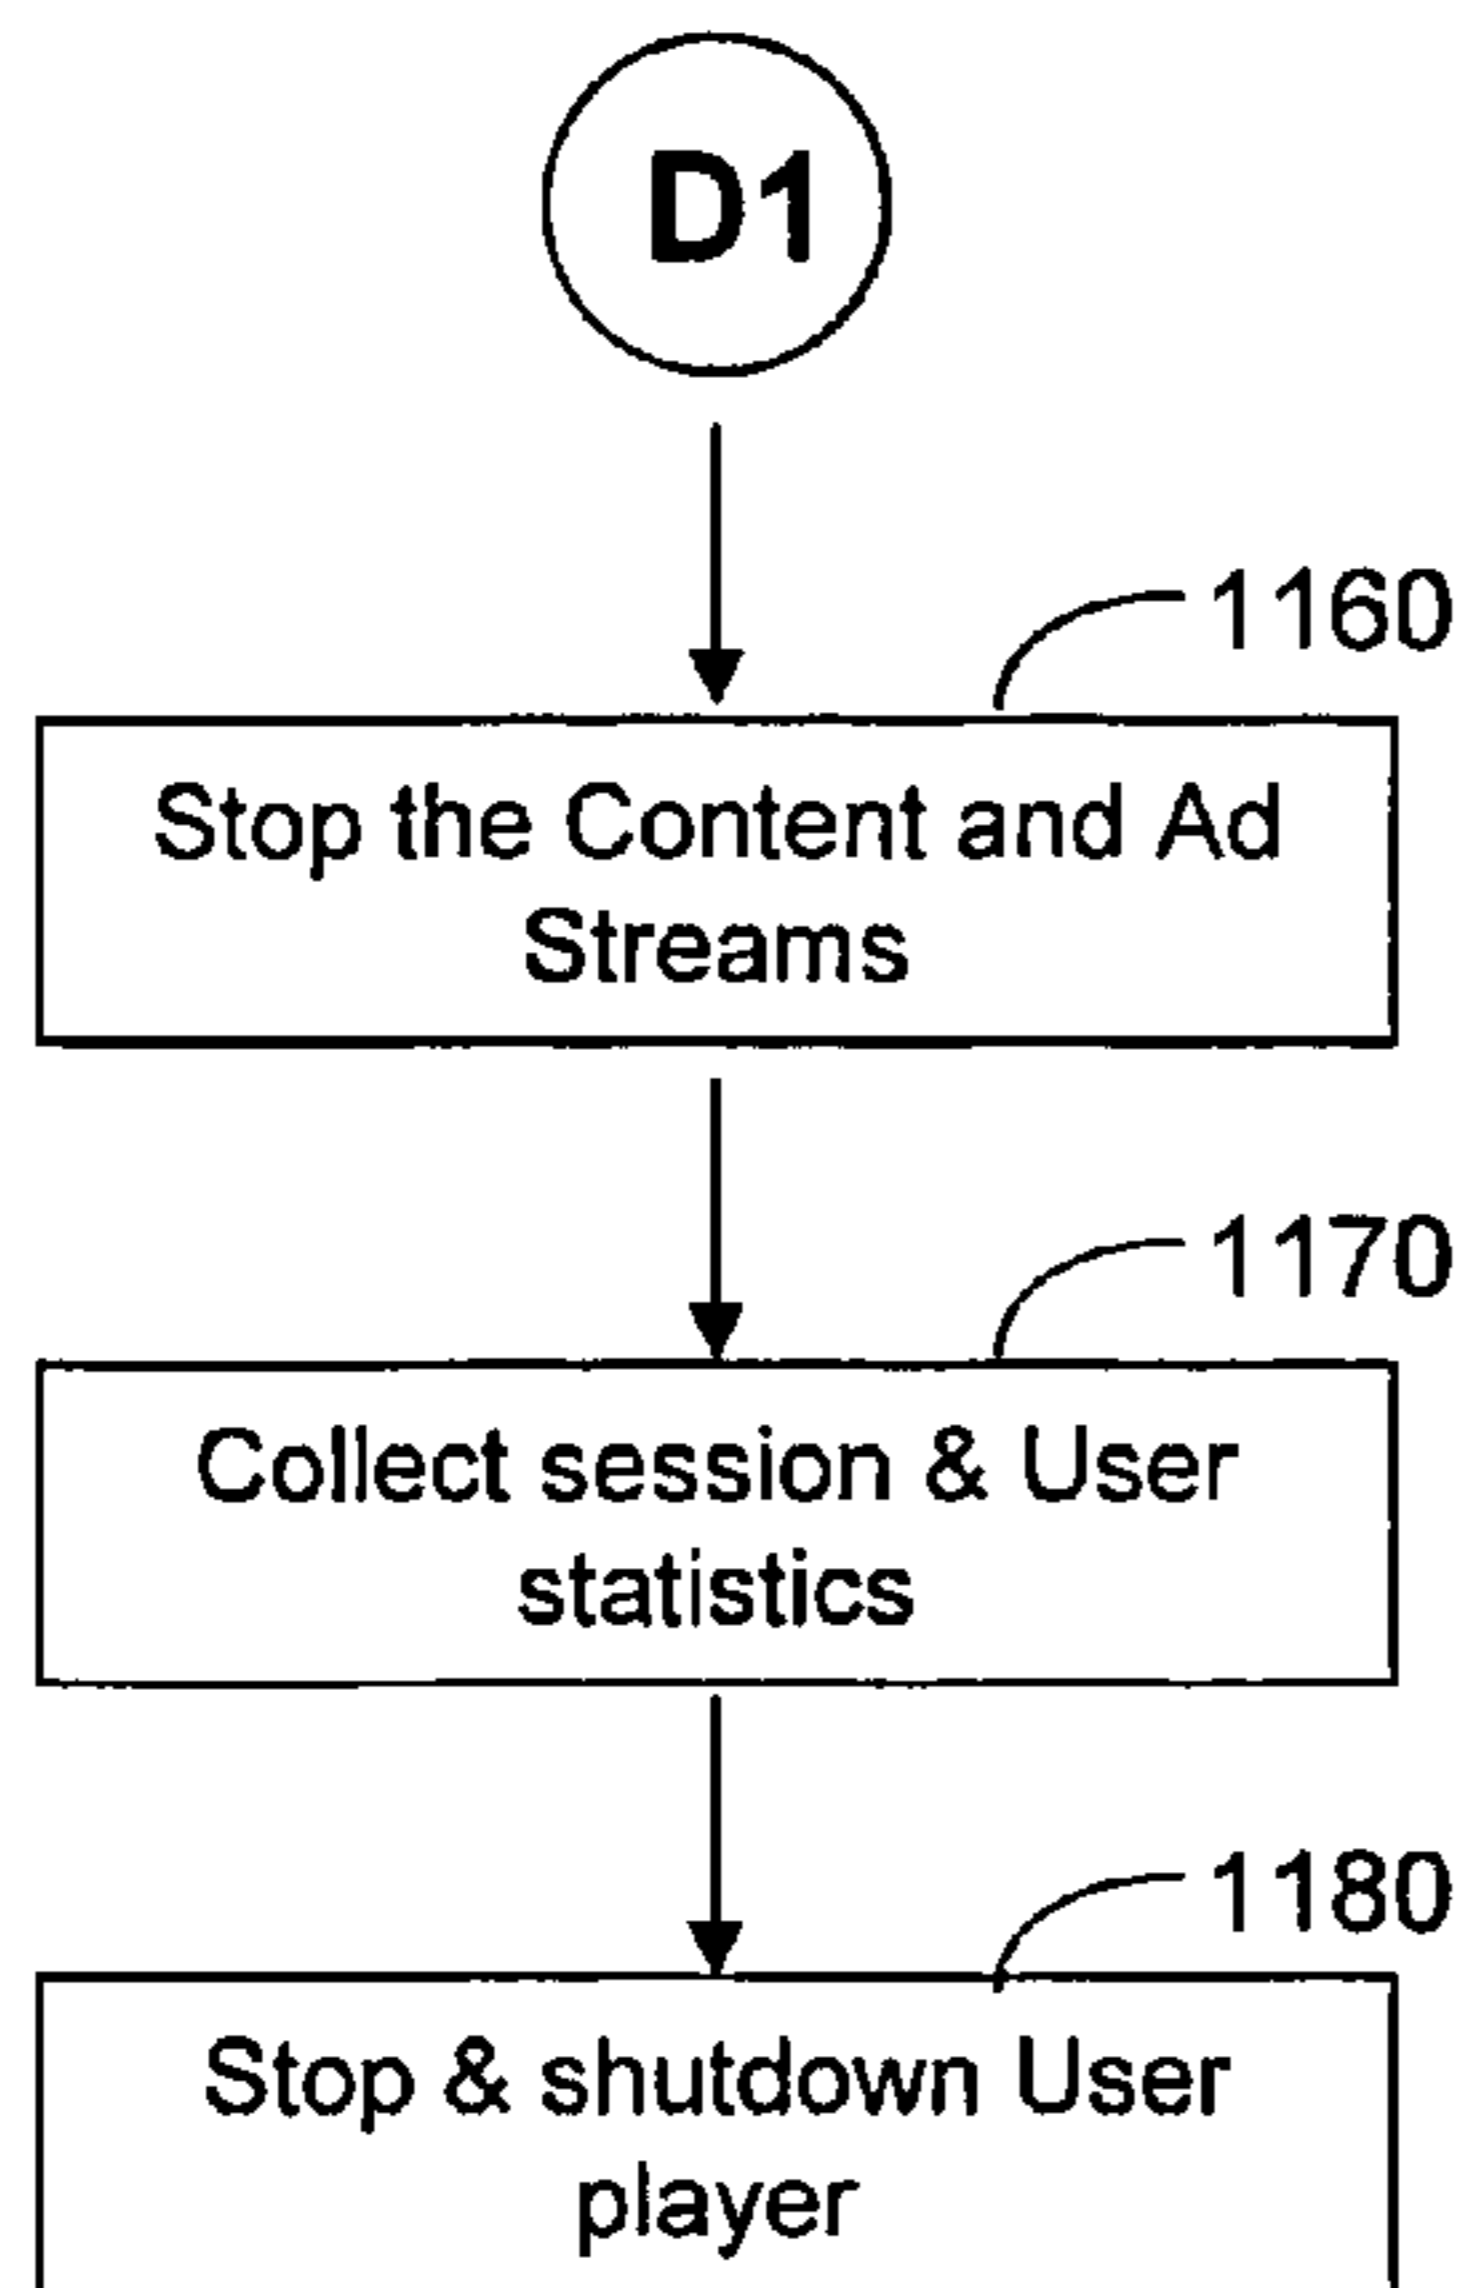 D1
1160
Stop the Content and Ad
Streams
1170
Collect session & User
statistics
1180
Stop & shutdown User
player